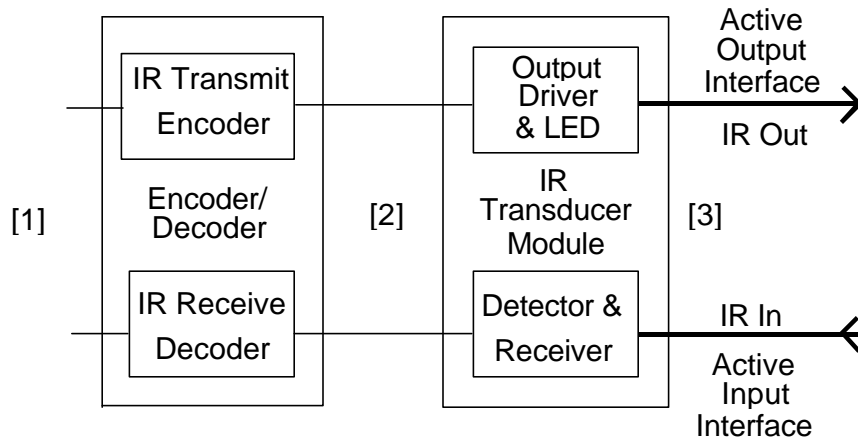 IR Transmit
Encoder
Output
Driver
& LED
Active
Output
Interface
IR Out
[1]
Encoder/
Decoder
[2]
IR
Transducer
Module
[3]
IR Receive
Decoder
Detector &
Receiver
IR In
Active
Input
Interface